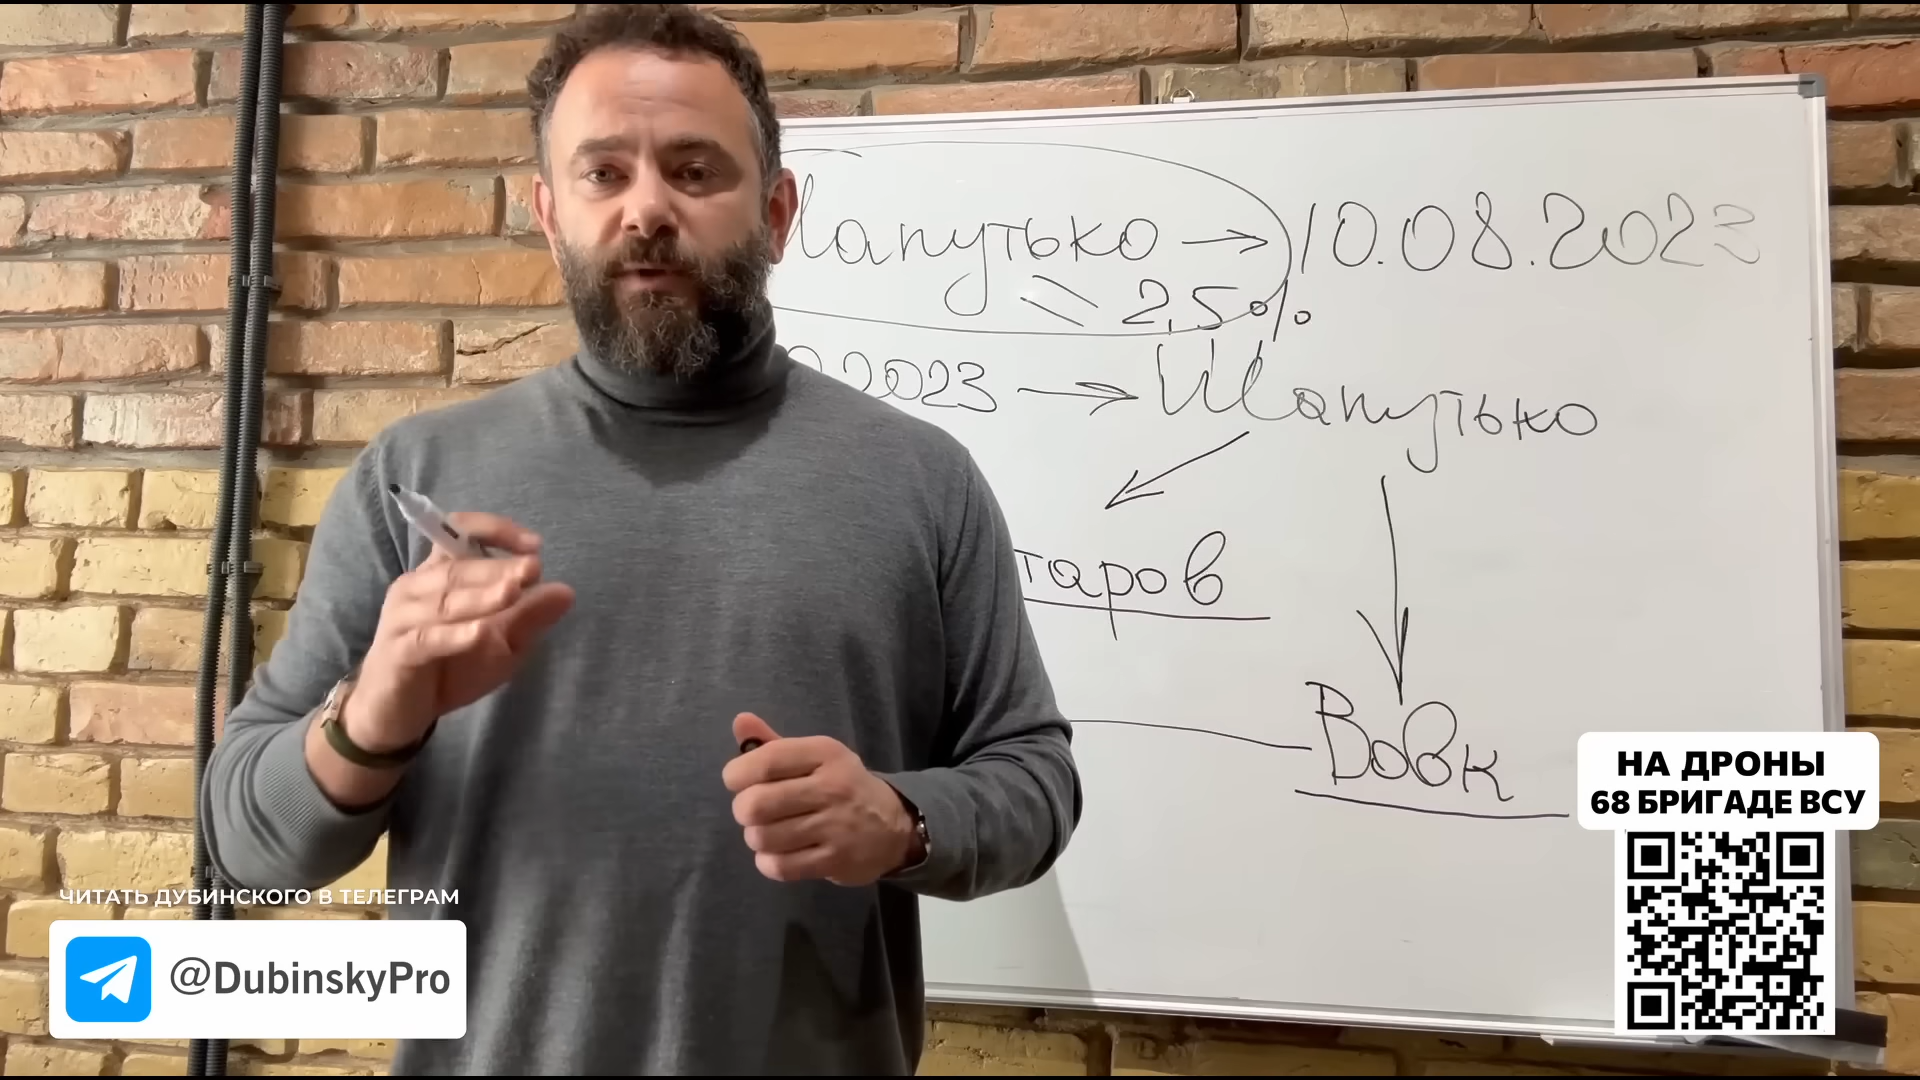 Шапутько → 10.08.2023
2,5%
2023 → Шапутько
таров
Вовк
НА ДРОНЫ
68 БРИГАДЕ ВСУ
ЧИТАТЬ ДУБИНСКОГО В ТЕЛЕГРАМ
@DubinskyPro